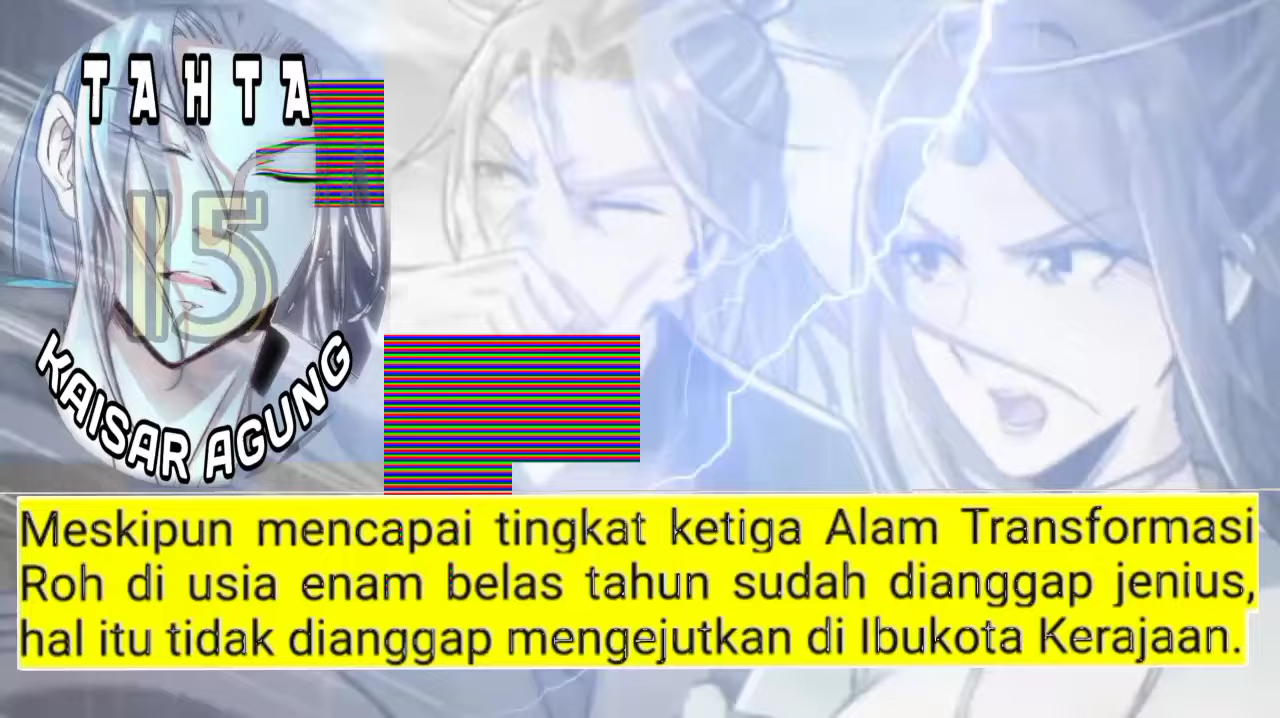 TAHTA
15
KAISAR AGUNG
Meskipun mencapai tingkat ketiga Alam Transformasi
Roh di usia enam belas tahun sudah dianggap jenius,
hal itu tidak dianggap mengejutkan di Ibukota Kerajaan.